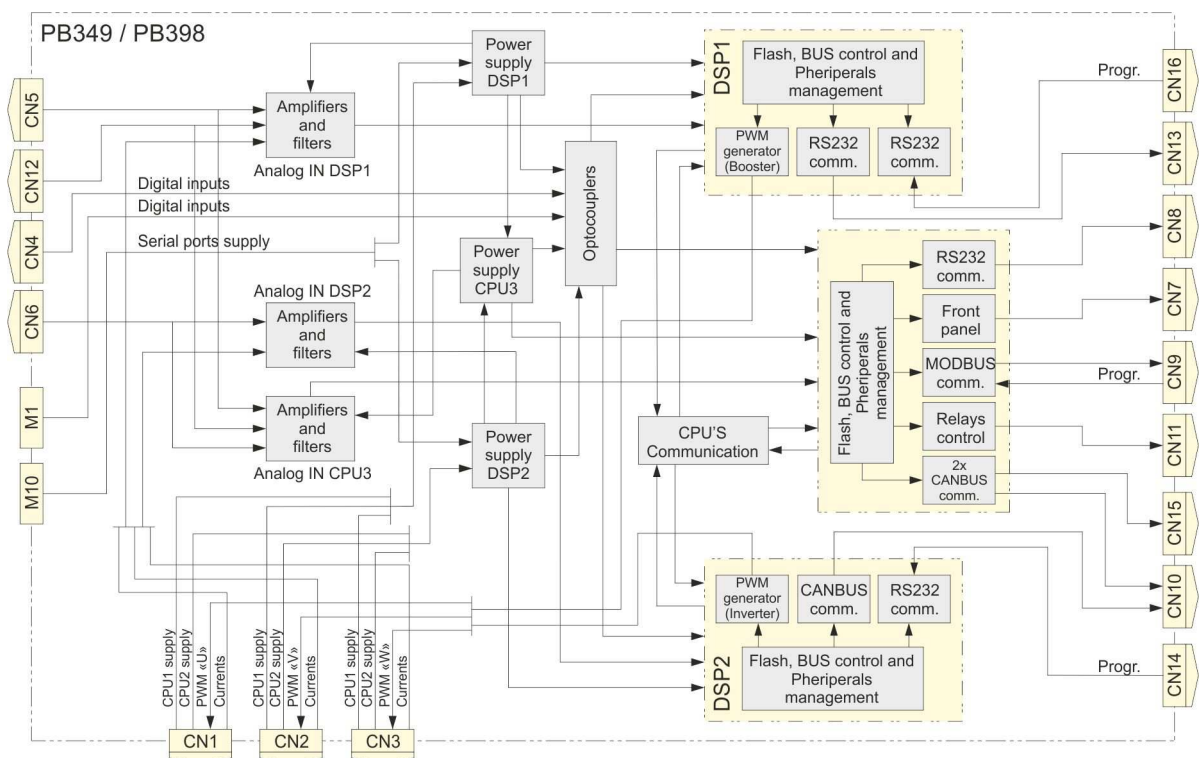 PB349 / PB398
CN5
CN12
CN4
CN6
M1
M10
Amplifiers
and
filters
Analog IN DSP1
Digital inputs
Digital inputs
Serial ports supply
Analog IN DSP2
Amplifiers
and
filters
Amplifiers
and
filters
Analog IN CPU3
Power
supply
DSP1
Power
supply
CPU3
Power
supply
DSP2
Optocouplers
DSP1
Flash, BUS control and
Pheriperals
management
PWM
generator
(Booster)
RS232
comm.
RS232
comm.
CPU'S
Communication
Flash, BUS control and
Pheriperals
management
RS232
comm.
Front
panel
MODBUS
comm.
Relays
control
2x
CANBUS
comm.
DSP2
PWM
generator
(Inverter)
CANBUS
comm.
RS232
comm.
Flash, BUS control and
Pheriperals
management
Progr.
CN16
CN13
CN8
CN7
CN9
Progr.
CN11
CN15
CN10
Progr.
CN14
CPU1 supply
CPU2 supply
PWM «U»
Currents
CPU1 supply
CPU2 supply
PWM «V»
Currents
CPU1 supply
CPU2 supply
PWM «W»
Currents
CN1
CN2
CN3